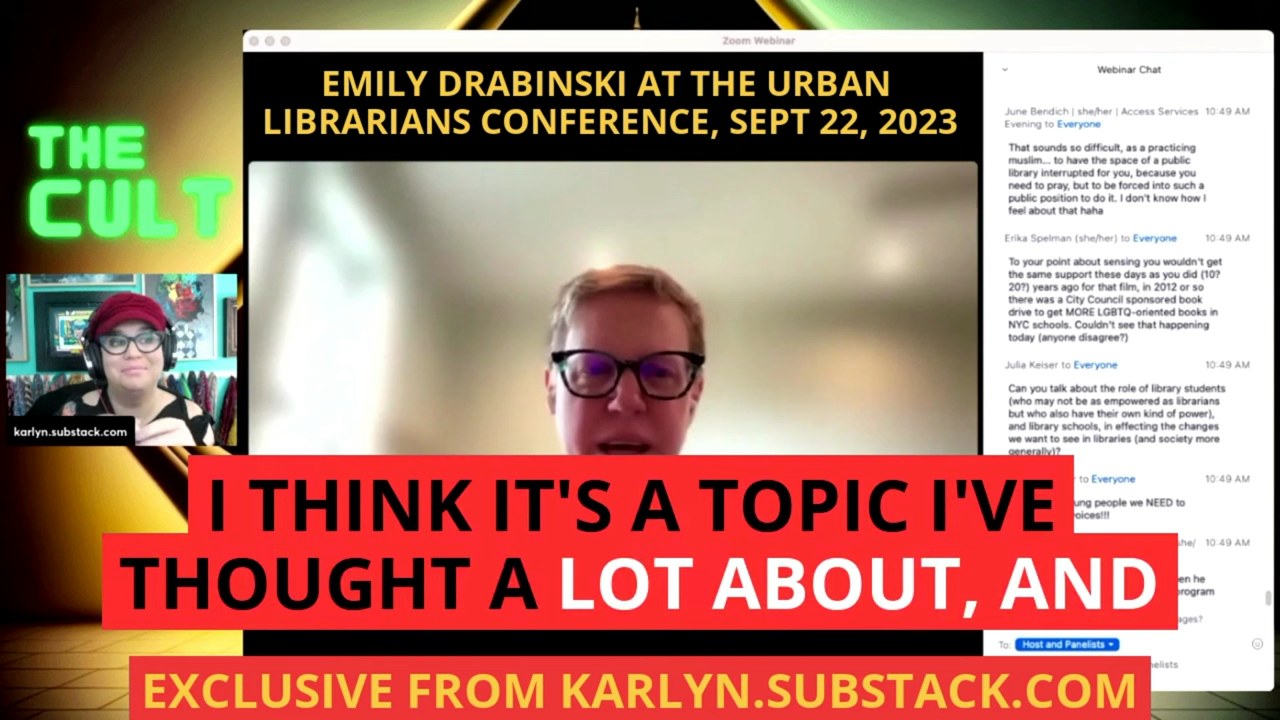 Zoom Webinar
EMILY DRABINSKI AT THE URBAN
LIBRARIANS CONFERENCE, SEPT 22, 2023
THE
CULT
karlyn.substack.com
Webinar Chat
June Bendich | she/her | Access Services 10:49 AM
Evening to Everyone
That sounds so difficult, as a practicing
muslim... to have the space of a public
library interrupted for you, because you
need to pray, but to be forced into such a
public position to do it. I don't know how I
feel about that haha
Erika Spelman (she/her) to Everyone 10:49 AM
To your point about sensing you wouldn't get
the same support these days as you did (10?
20?) years ago for that film, in 2012 or so
there was a City Council sponsored book
drive to get MORE LGBTQ-oriented books in
NYC schools. Couldn't see that happening
today (anyone disagree?)
Julia Keiser to Everyone 10:49 AM
Can you talk about the role of library students
(who may not be as empowered as librarians
but who also have their own kind of power),
and library schools, in effecting the changes
we want to see in libraries (and society more
generally)?
to Everyone 10:49 AM
people we NEED to
10:49 AM
he
program
To: Host and Panelists
I THINK IT'S A TOPIC I'VE
THOUGHT A LOT ABOUT, AND
EXCLUSIVE FROM KARLYN.SUBSTACK.COM